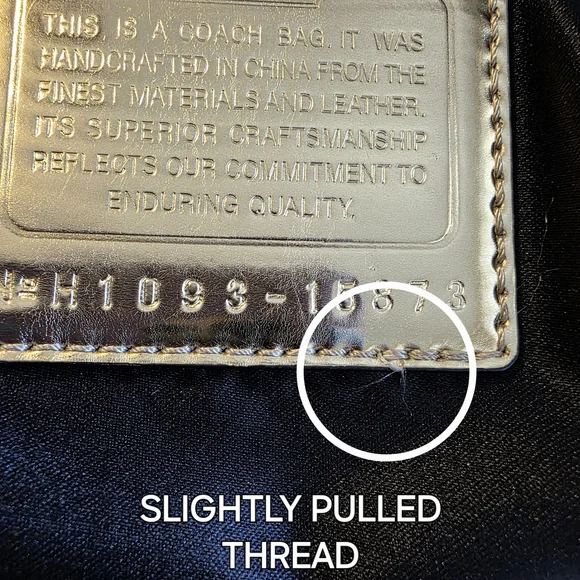 THIS IS A COACH BAG. IT WAS
HANDCRAFTED IN CHINA FROM THE
FINEST MATERIALS AND LEATHER.
ITS SUPERIOR CRAFTSMANSHIP
REFLECTS OUR COMMITMENT TO
ENDURING QUALITY.
№ H1093-15873
SLIGHTLY PULLED
THREAD